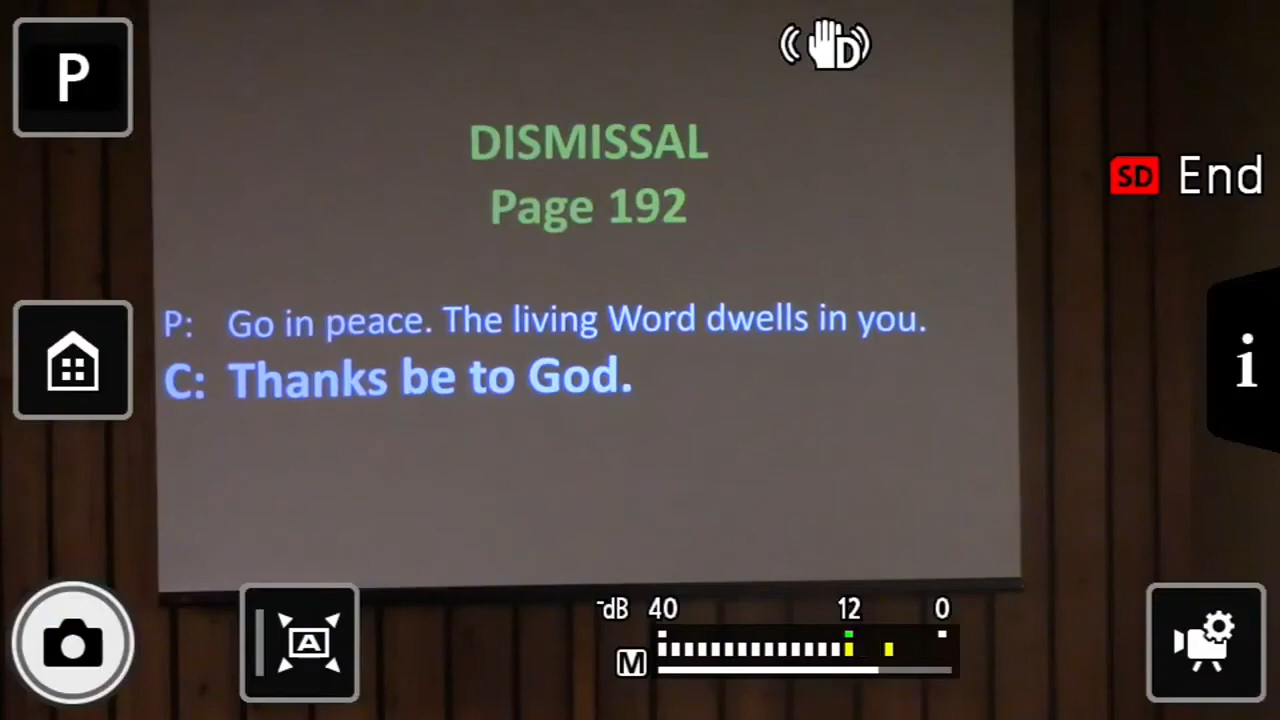 P
D
DISMISSAL
SD End
Page 192
P: Go in peace. The living Word dwells in you.
i
C: Thanks be to God.
A
-dB 40 12 0
M